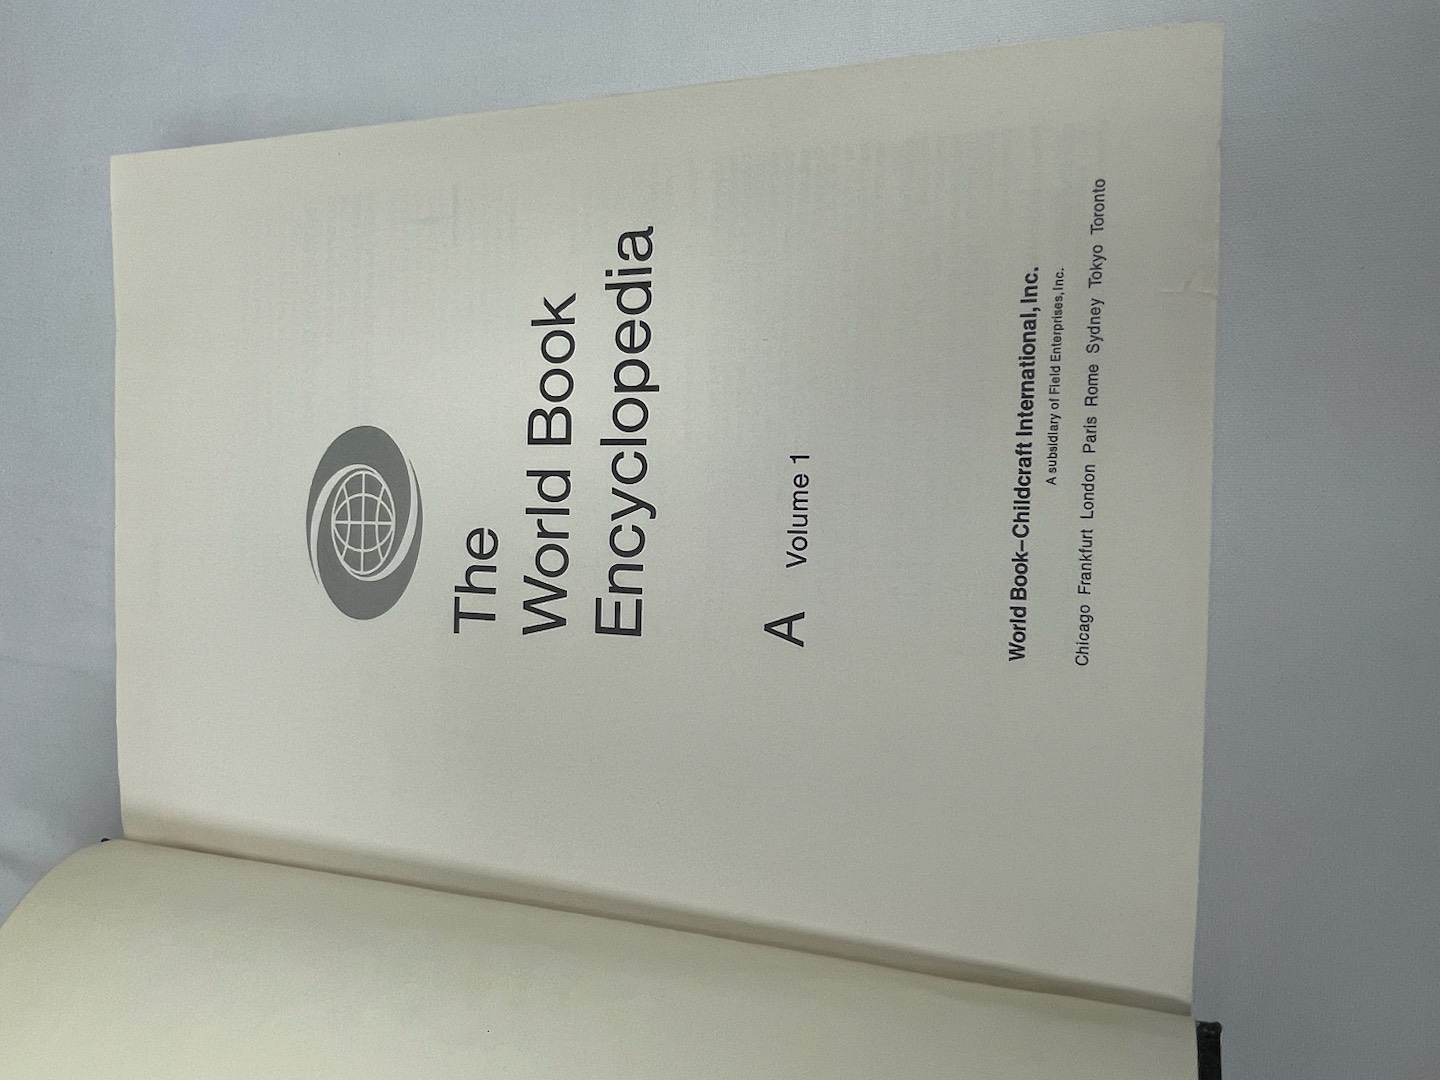 The
World Book
Encyclopedia
A Volume 1
World Book–Childcraft International, Inc.
A subsidiary of Field Enterprises, Inc.
Chicago Frankfurt London Paris Rome Sydney Tokyo Toronto